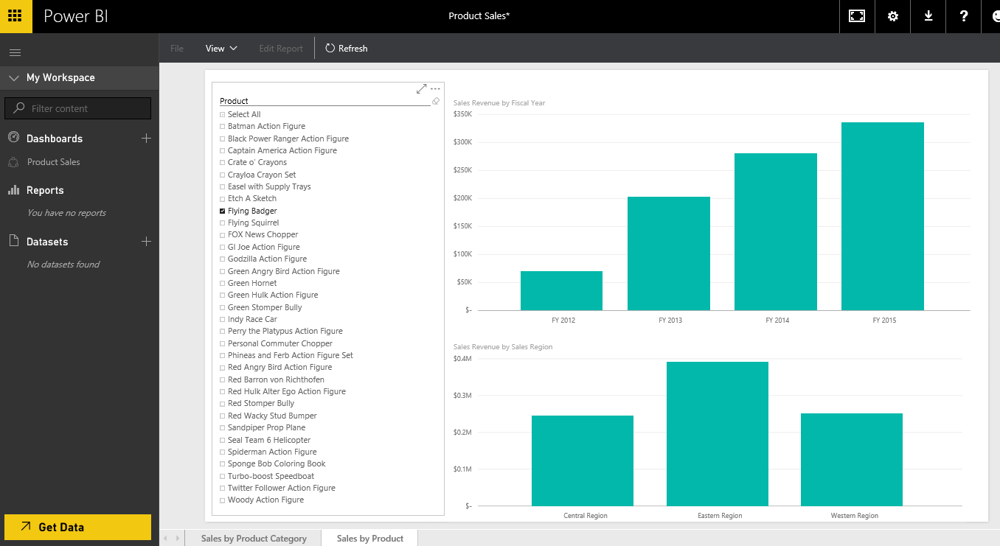 Power BI
Product Sales*
?
File
View
Edit Report
Refresh
My Workspace
Filter content
Dashboards
Product Sales
Reports
You have no reports
Datasets
No datasets found
Get Data
Product
Select All
Batman Action Figure
Black Power Ranger Action Figure
Captain America Action Figure
Crate o' Crayons
Crayloa Crayon Set
Easel with Supply Trays
Etch A Sketch
Flying Badger
Flying Squirrel
FOX News Chopper
GI Joe Action Figure
Godzilla Action Figure
Green Angry Bird Action Figure
Green Hornet
Green Hulk Action Figure
Green Stomper Bully
Indy Race Car
Perry the Platypus Action Figure
Personal Commuter Chopper
Phineas and Ferb Action Figure Set
Red Angry Bird Action Figure
Red Barron von Richthofen
Red Hulk Alter Ego Action Figure
Red Stomper Bully
Red Wacky Stud Bumper
Sandpiper Prop Plane
Seal Team 6 Helicopter
Spiderman Action Figure
Sponge Bob Coloring Book
Turbo-boost Speedboat
Twitter Follower Action Figure
Woody Action Figure
Sales Revenue by Fiscal Year
$350K
$300K
$250K
$200K
$150K
$100K
$50K
$-
FY 2012 FY 2013 FY 2014 FY 2015
Sales Revenue by Sales Region
$0.4M
$0.3M
$0.2M
$0.1M
$-
Central Region Eastern Region Western Region
Sales by Product Category
Sales by Product